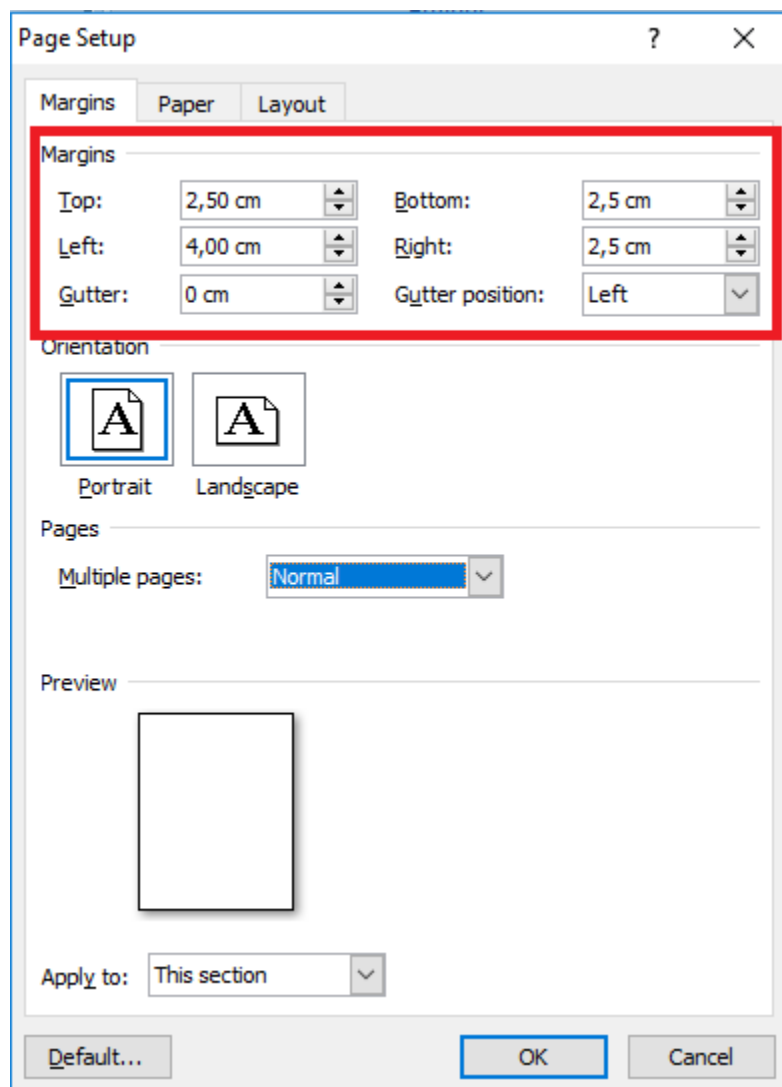 Page Setup
?
Margins Paper Layout
Margins
Top: 2,50 cm Bottom: 2,5 cm
Left: 4,00 cm Right: 2,5 cm
Gutter: 0 cm Gutter position: Left
Orientation
A A
Portrait Landscape
Pages
Multiple pages: Normal
Preview
Apply to: This section
Default... OK Cancel